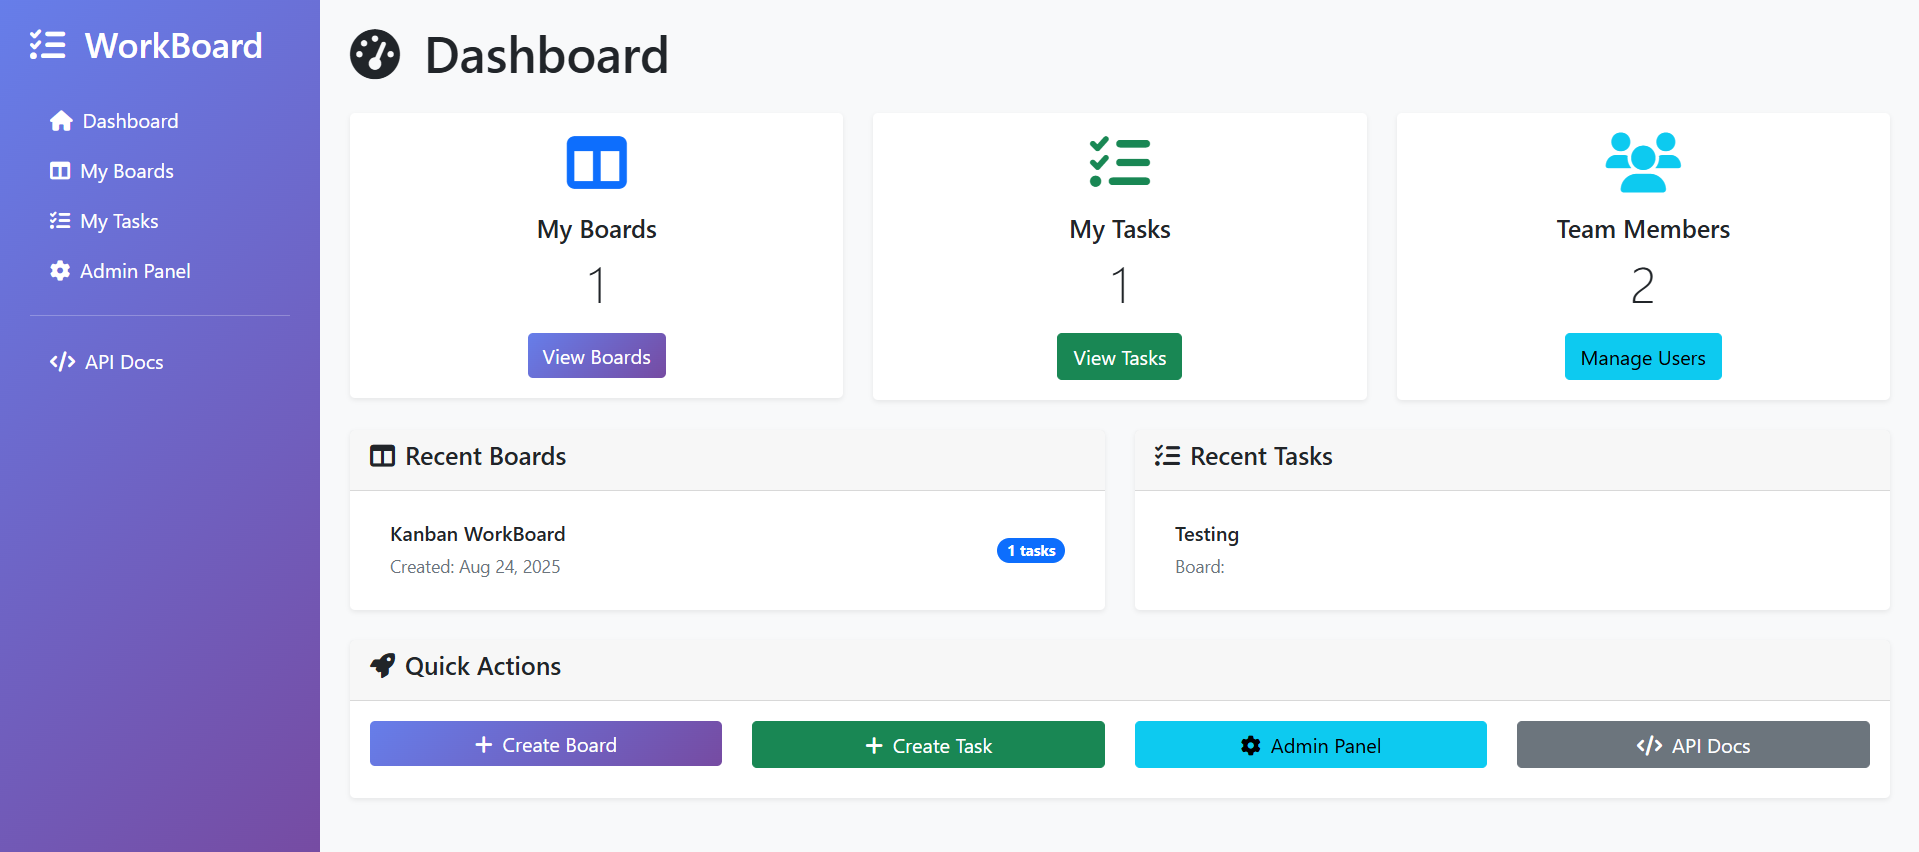 WorkBoard
Dashboard
My Boards
My Tasks
Admin Panel
API Docs
Dashboard
My Boards
1
View Boards
My Tasks
1
View Tasks
Team Members
2
Manage Users
Recent Boards
Kanban WorkBoard
Created: Aug 24, 2025
1 tasks
Recent Tasks
Testing
Board:
Quick Actions
Create Board
Create Task
Admin Panel
API Docs